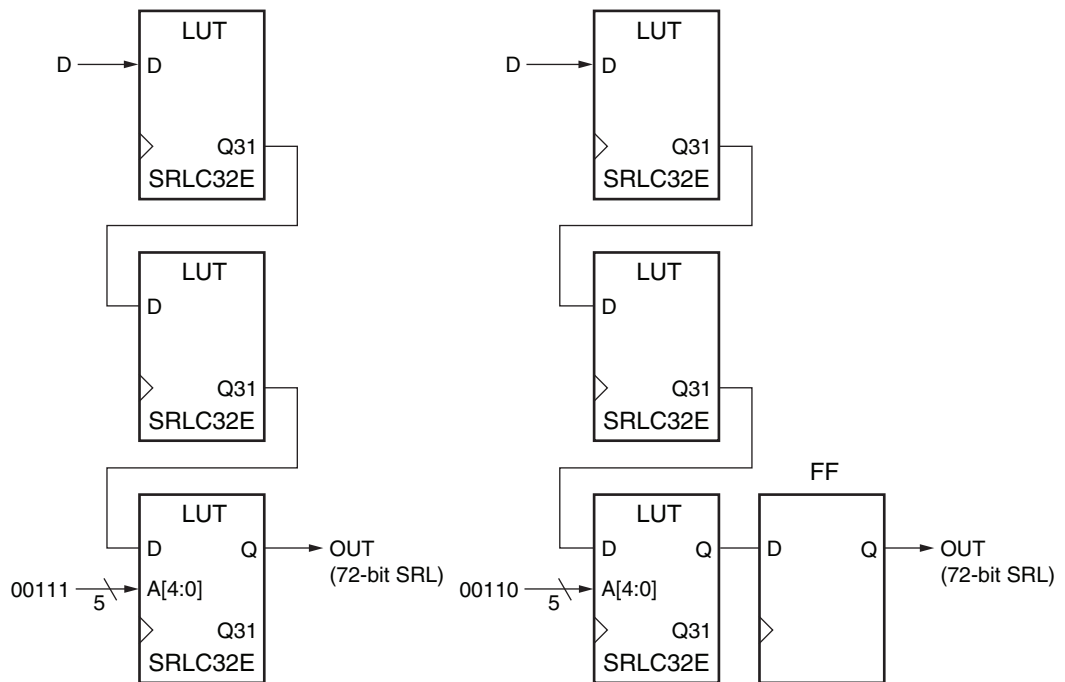 LUT
D
D
Q31
SRLC32E
LUT
D
Q31
SRLC32E
LUT
D
Q
OUT
(72-bit SRL)
00111
5
A[4:0]
Q31
SRLC32E
LUT
D
D
Q31
SRLC32E
LUT
D
Q31
SRLC32E
LUT
D
Q
00110
5
A[4:0]
Q31
SRLC32E
FF
D
Q
OUT
(72-bit SRL)